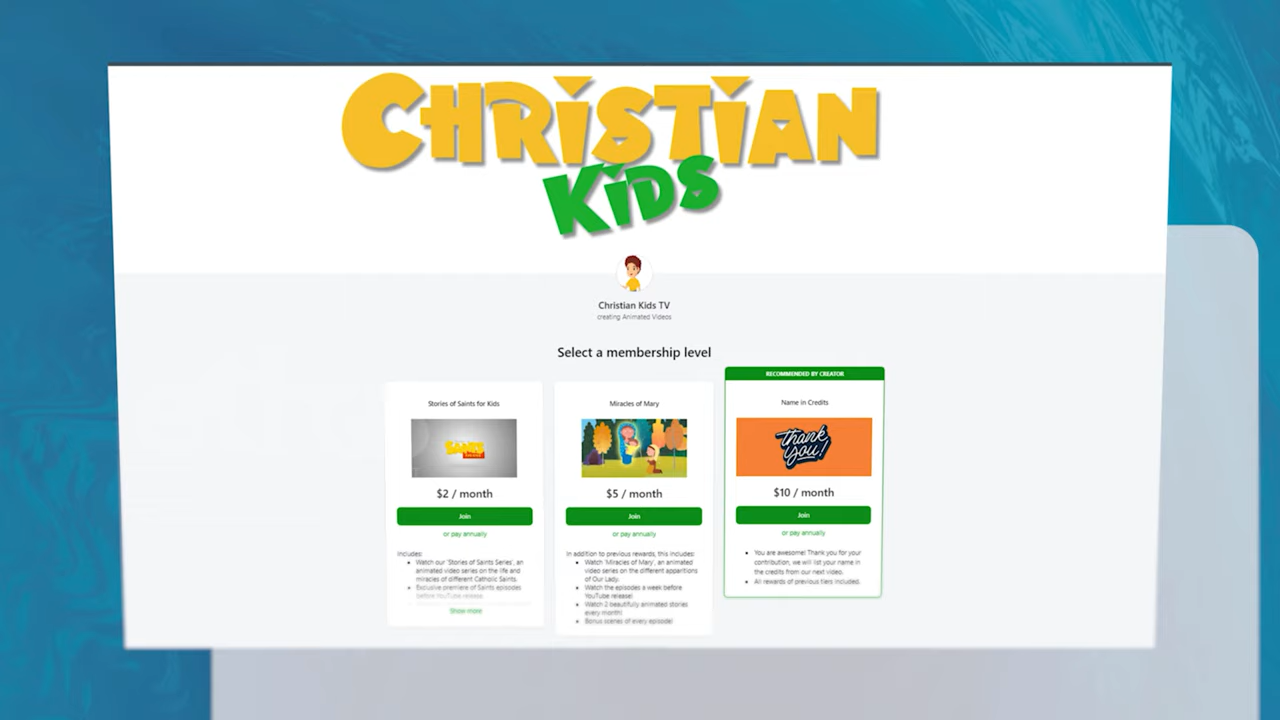 CHRISTIAN
KIDS
Christian Kids TV
creating Animated Videos
Select a membership level
Stories of Saints for Kids
SAINTS
$2 / month
Join
or pay annually
Includes:
Watch our 'Stories of Saints Series', an
animated video series on the life and
miracles of different Catholic Saints.
Exclusive premiere of Saints episodes
before YouTube release.
Show more
Miracles of Mary
$5 / month
Join
or pay annually
In addition to previous rewards, this includes:
Watch 'Miracles of Mary', an animated
video series on the different apparitions
of Our Lady.
Watch the episodes a week before
YouTube release!
Watch 2 beautifully animated stories
every month!
Bonus scenes of every episode!
RECOMMENDED BY CREATOR
Name in Credits
thank
you!
$10 / month
Join
or pay annually
You are awesome! Thank you for your
contribution, we will list your name in
the credits from our next video.
All rewards of previous tiers included.